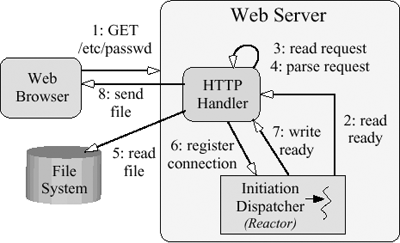 Web Server
1: GET
/etc/passwd
3: read request
4: parse request
Web
Browser
HTTP
Handler
8: send
file
2: read
ready
7: write
ready
6: register
connection
5: read
file
File
System
Initiation
Dispatcher
(Reactor)